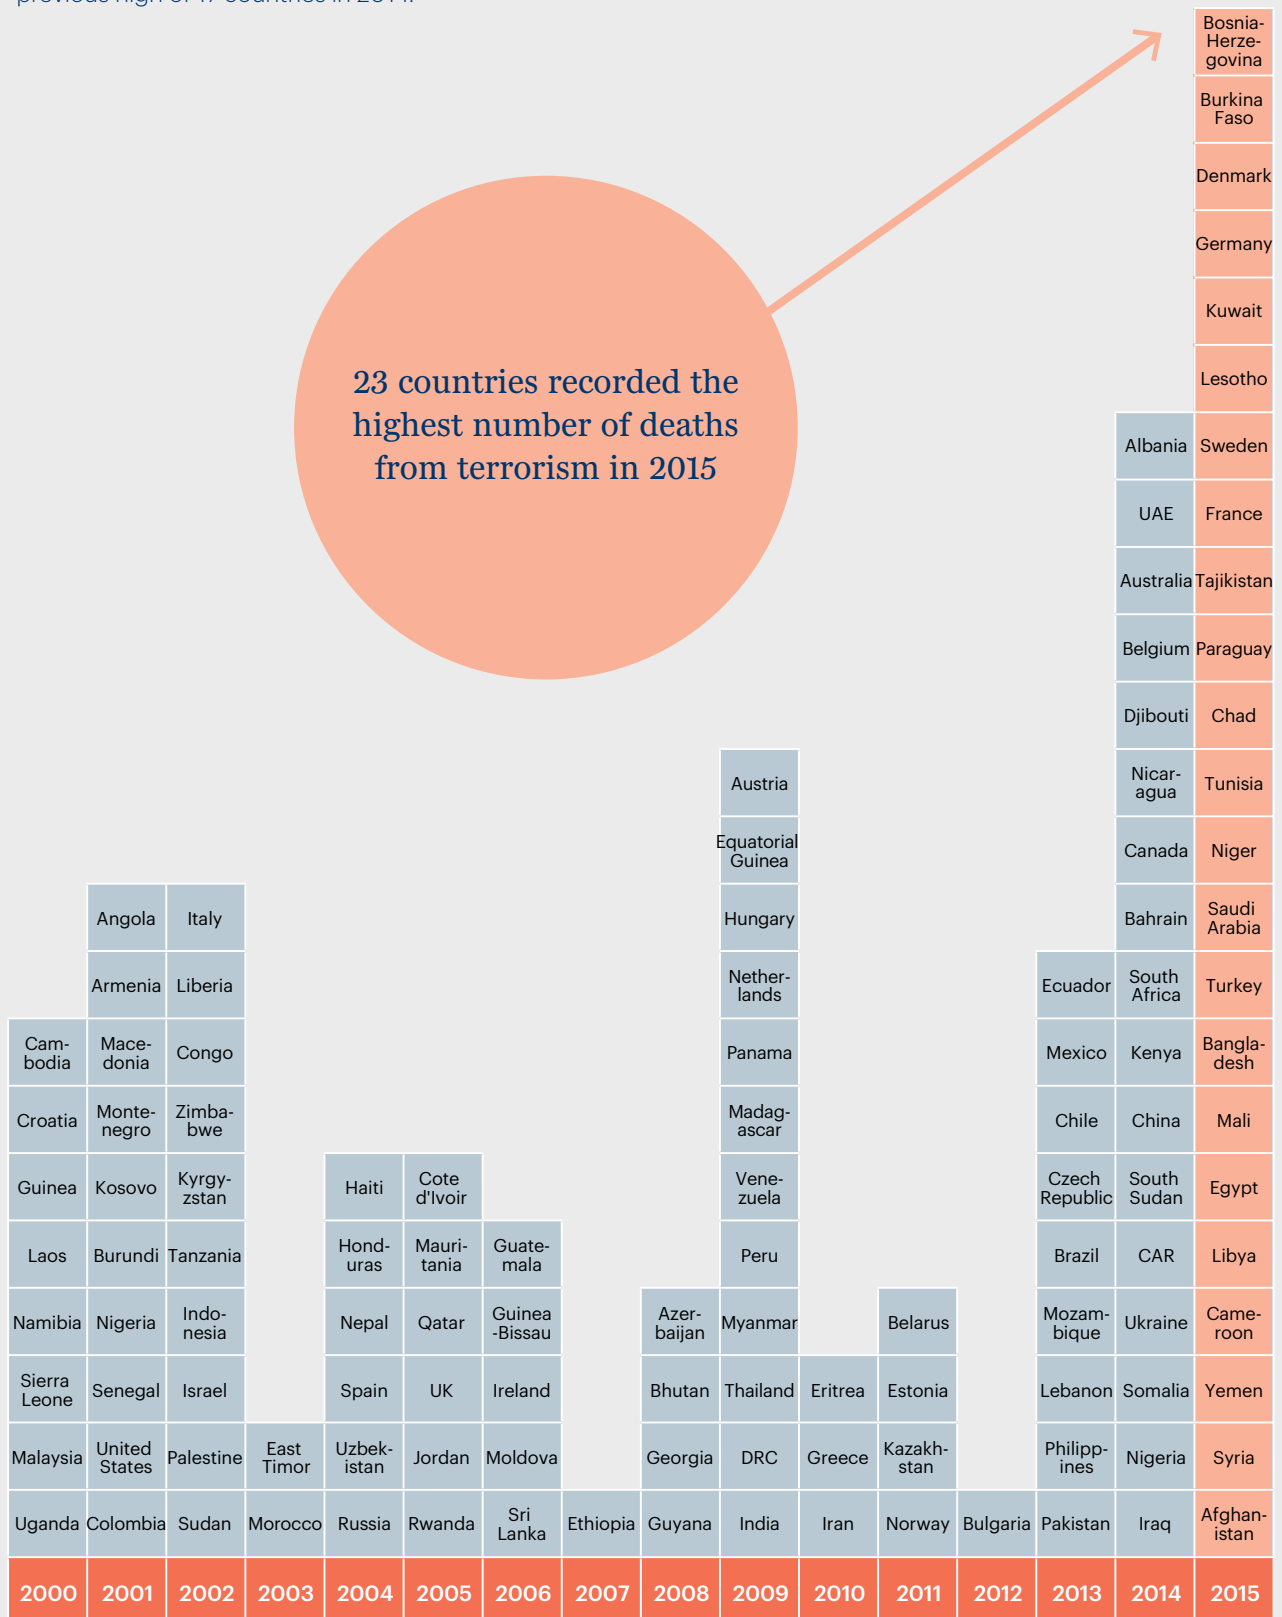 previous high of 17 countries in 2014.
Bosnia-
Herze-
govina
Burkina
Faso
Denmark
Germany
Kuwait
Lesotho
23 countries recorded the
highest number of deaths
from terrorism in 2015
Albania
Sweden
UAE
France
Australia
Tajikistan
Belgium
Paraguay
Djibouti
Chad
Austria
Nicar-
agua
Tunisia
Equatorial
Guinea
Canada
Niger
Angola
Italy
Hungary
Bahrain
Saudi
Arabia
Armenia
Liberia
Nether-
lands
Ecuador
South
Africa
Turkey
Cam-
bodia
Mace-
donia
Congo
Panama
Mexico
Kenya
Bangla-
desh
Croatia
Monte-
negro
Zimba-
bwe
Madag-
ascar
Chile
China
Mali
Guinea
Kosovo
Kyrgy-
zstan
Haiti
Cote
d'Ivoir
Vene-
zuela
Czech
Republic
South
Sudan
Egypt
Laos
Burundi
Tanzania
Hond-
uras
Mauri-
tania
Guate-
mala
Peru
Brazil
CAR
Libya
Namibia
Nigeria
Indo-
nesia
Nepal
Qatar
Guinea
-Bissau
Azer-
baijan
Myanmar
Belarus
Mozam-
bique
Ukraine
Came-
roon
Sierra
Leone
Senegal
Israel
Spain
UK
Ireland
Bhutan
Thailand
Eritrea
Estonia
Lebanon
Somalia
Yemen
Malaysia
United
States
Palestine
East
Timor
Uzbek-
istan
Jordan
Moldova
Georgia
DRC
Greece
Kazakh-
stan
Philipp-
ines
Nigeria
Syria
Uganda
Colombia
Sudan
Morocco
Russia
Rwanda
Sri
Lanka
Ethiopia
Guyana
India
Iran
Norway
Bulgaria
Pakistan
Iraq
Afghan-
istan
2000
2001
2002
2003
2004
2005
2006
2007
2008
2009
2010
2011
2012
2013
2014
2015